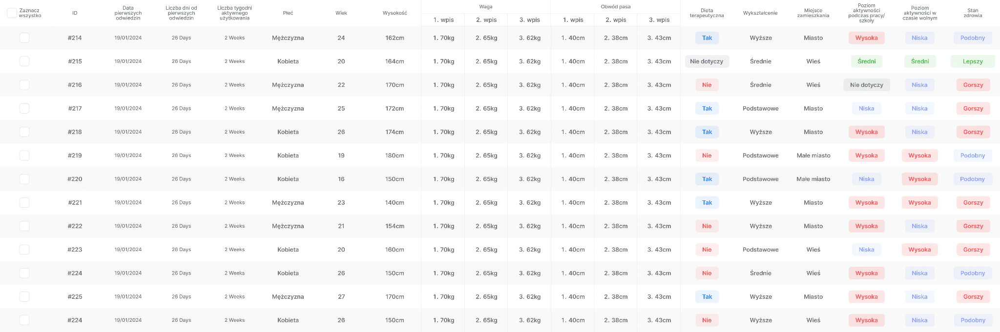 Zaznacz wszystko ID Data pierwszych odwiedzin Liczba dni od pierwszych odwiedzin Liczba tygodni aktywnego użytkowania Płeć Wiek Wysokość Waga Obwód pasa Dieta terapeutyczna Wykształcenie Miejsce zamieszkania Poziom aktywności podczas pracy/ szkoły Poziom aktywności w czasie wolnym Stan zdrowia
1. wpis 2. wpis 3. wpis 1. wpis 2. wpis 3. wpis
#214 19/01/2024 26 Days 2 Weeks Mężczyzna 24 162cm 1. 70kg 2. 65kg 3. 62kg 1. 40cm 2. 38cm 3. 43cm Tak Wyższe Miasto Wysoka Niska Podobny
#215 19/01/2024 26 Days 2 Weeks Kobieta 20 164cm 1. 70kg 2. 65kg 3. 62kg 1. 40cm 2. 38cm 3. 43cm Nie dotyczy Średnie Wieś Średni Średni Lepszy
#216 19/01/2024 26 Days 2 Weeks Mężczyzna 22 170cm 1. 70kg 2. 65kg 3. 62kg 1. 40cm 2. 38cm 3. 43cm Nie Średnie Wieś Nie dotyczy Niska Gorszy
#217 19/01/2024 26 Days 2 Weeks Mężczyzna 25 172cm 1. 70kg 2. 65kg 3. 62kg 1. 40cm 2. 38cm 3. 43cm Tak Podstawowe Miasto Niska Niska Gorszy
#218 19/01/2024 26 Days 2 Weeks Kobieta 26 174cm 1. 70kg 2. 65kg 3. 62kg 1. 40cm 2. 38cm 3. 43cm Tak Wyższe Miasto Wysoka Niska Gorszy
#219 19/01/2024 26 Days 2 Weeks Kobieta 19 180cm 1. 70kg 2. 65kg 3. 62kg 1. 40cm 2. 38cm 3. 43cm Nie Podstawowe Małe miasto Wysoka Wysoka Podobny
#220 19/01/2024 26 Days 2 Weeks Kobieta 16 150cm 1. 70kg 2. 65kg 3. 62kg 1. 40cm 2. 38cm 3. 43cm Tak Podstawowe Małe miasto Niska Wysoka Podobny
#221 19/01/2024 26 Days 2 Weeks Mężczyzna 23 140cm 1. 70kg 2. 65kg 3. 62kg 1. 40cm 2. 38cm 3. 43cm Tak Wyższe Miasto Wysoka Wysoka Gorszy
#222 19/01/2024 26 Days 2 Weeks Mężczyzna 21 154cm 1. 70kg 2. 65kg 3. 62kg 1. 40cm 2. 38cm 3. 43cm Nie Wyższe Miasto Wysoka Niska Gorszy
#223 19/01/2024 26 Days 2 Weeks Kobieta 20 160cm 1. 70kg 2. 65kg 3. 62kg 1. 40cm 2. 38cm 3. 43cm Nie Podstawowe Wieś Niska Wysoka Gorszy
#224 19/01/2024 26 Days 2 Weeks Kobieta 26 150cm 1. 70kg 2. 65kg 3. 62kg 1. 40cm 2. 38cm 3. 43cm Nie Średnie Wieś Wysoka Niska Podobny
#225 19/01/2024 26 Days 2 Weeks Mężczyzna 27 170cm 1. 70kg 2. 65kg 3. 62kg 1. 40cm 2. 38cm 3. 43cm Tak Wyższe Miasto Wysoka Niska Gorszy
#224 19/01/2024 26 Days 2 Weeks Kobieta 26 150cm 1. 70kg 2. 65kg 3. 62kg 1. 40cm 2. 38cm 3. 43cm Nie Wyższe Wieś Wysoka Niska Podobny